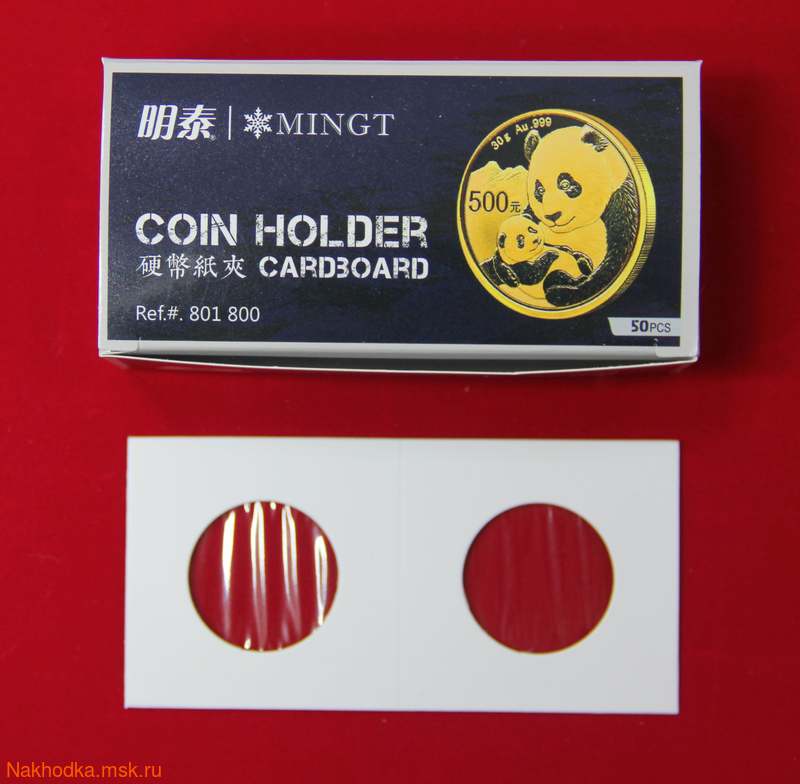 明泰® | MINGT
30g Au.999
500元
COIN HOLDER
硬幣紙夾 CARDBOARD
Ref.#. 801 800
50PCS
Nakhodka.msk.ru